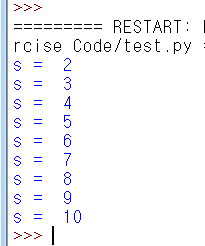 >>>
========= RESTART:
rcise Code/test.py =
s =  2
s =  3
s =  4
s =  5
s =  6
s =  7
s =  8
s =  9
s =  10
>>>